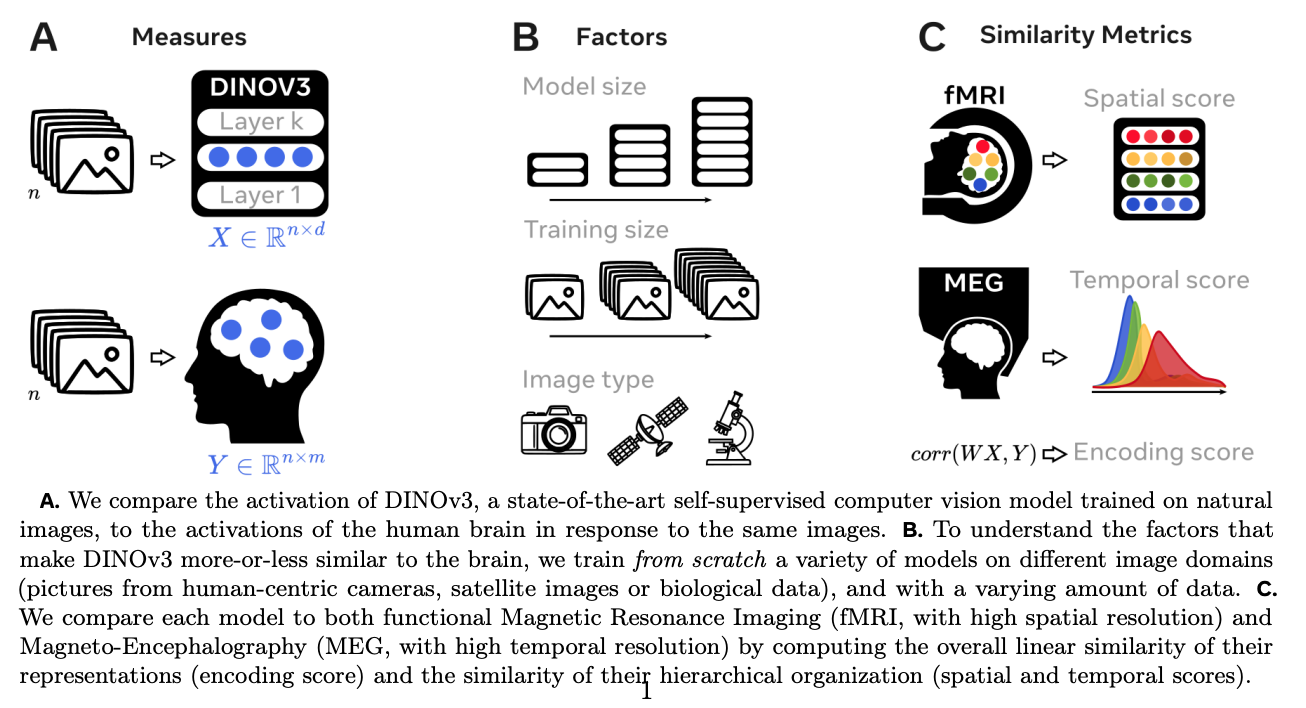 A Measures
DINOV3
Layer k
Layer 1
n
X ∈ ℝⁿˣᵈ
n
Y ∈ ℝⁿˣᵐ
B Factors
Model size
Training size
Image type
C Similarity Metrics
fMRI
Spatial score
MEG
Temporal score
corr(WX, Y) ⇨ Encoding score
A. We compare the activation of DINOv3, a state-of-the-art self-supervised computer vision model trained on natural
images, to the activations of the human brain in response to the same images. B. To understand the factors that
make DINOv3 more-or-less similar to the brain, we train from scratch a variety of models on different image domains
(pictures from human-centric cameras, satellite images or biological data), and with a varying amount of data. C.
We compare each model to both functional Magnetic Resonance Imaging (fMRI, with high spatial resolution) and
Magneto-Encephalography (MEG, with high temporal resolution) by computing the overall linear similarity of their
representations (encoding score) and the similarity of their hierarchical organization (spatial and temporal scores).
1